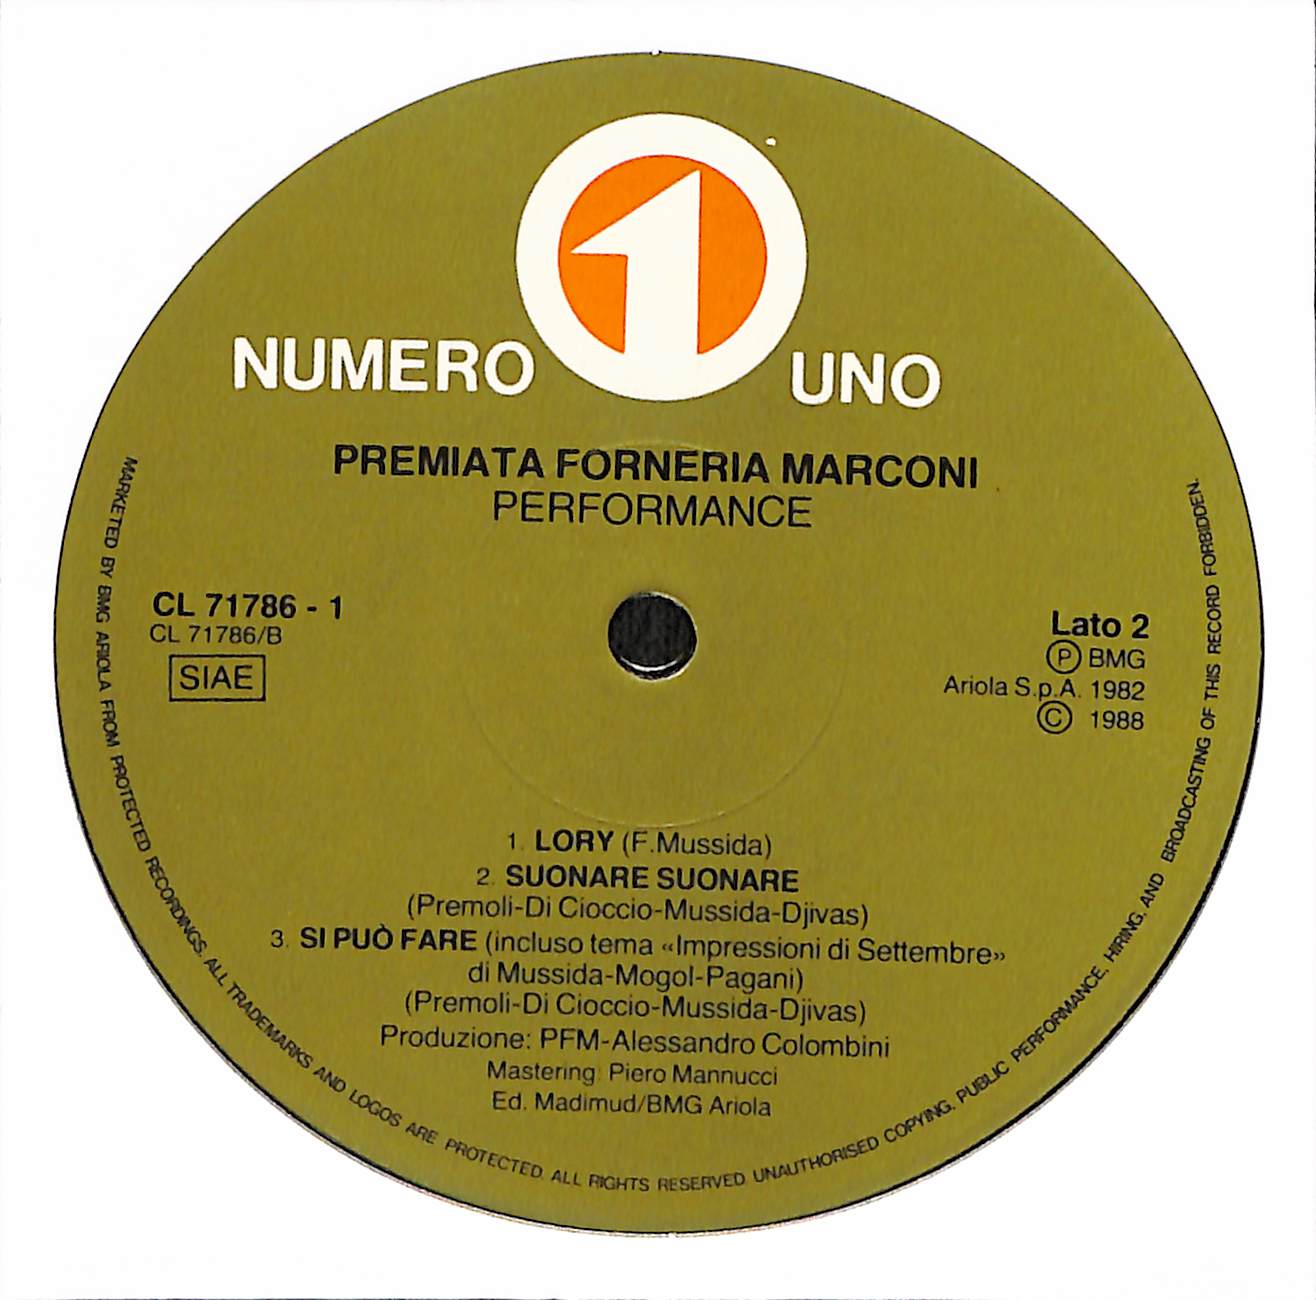 1
NUMERO UNO
PREMIATA FORNERIA MARCONI
PERFORMANCE
CL 71786 - 1
CL 71786/B
SIAE
Lato 2
Ⓟ BMG
Ariola S.p.A. 1982
© 1988
1. LORY (F. Mussida)
2. SUONARE SUONARE
(Premoli-Di Cioccio-Mussida-Djivas)
3. SI PUÒ FARE (incluso tema «Impressioni di Settembre»
di Mussida-Mogol-Pagani)
(Premoli-Di Cioccio-Mussida-Djivas)
Produzione: PFM-Alessandro Colombini
Mastering: Piero Mannucci
Ed. Madimud/BMG Ariola
MARKETED BY BMG ARIOLA FROM PROTECTED RECORDINGS. ALL TRADEMARKS AND LOGOS ARE PROTECTED. ALL RIGHTS RESERVED. UNAUTHORISED COPYING, PUBLIC PERFORMANCE, HIRING, AND BROADCASTING OF THIS RECORD FORBIDDEN.